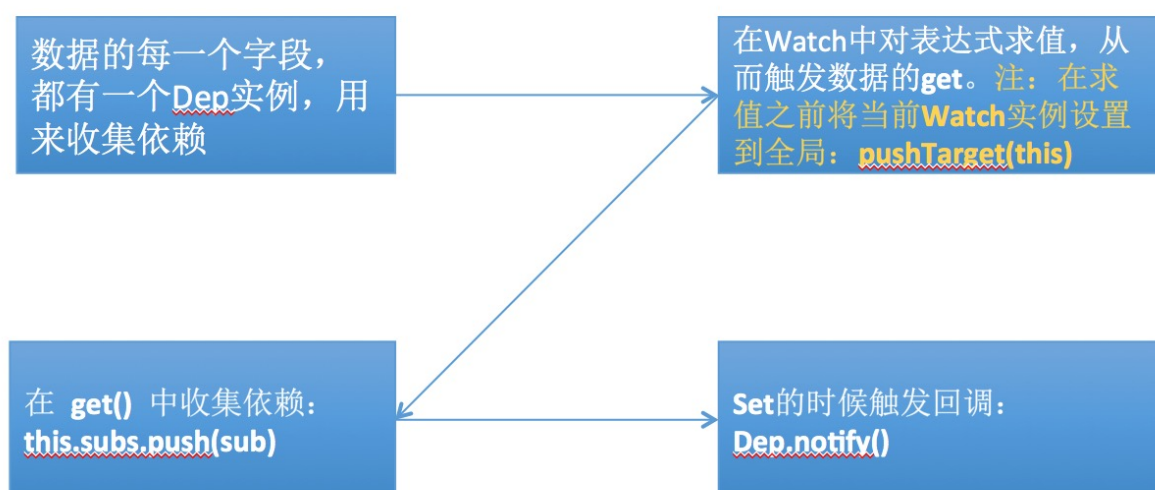 数据的每一个字段，
都有一个Dep实例，用
来收集依赖
在Watch中对表达式求值，从
而触发数据的get。注：在求
值之前将当前Watch实例设置
到全局：pushTarget(this)
在 get() 中收集依赖：
this.subs.push(sub)
Set的时候触发回调：
Dep.notify()